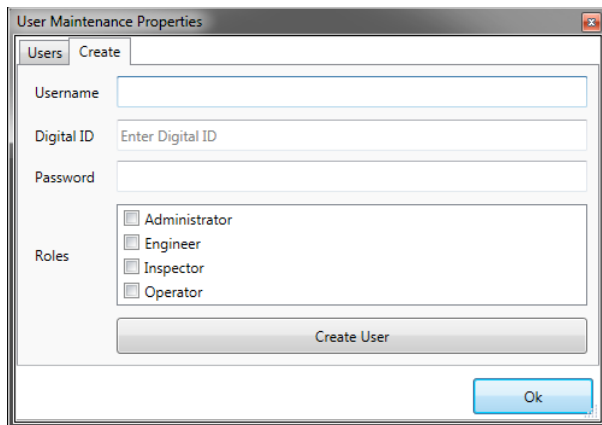 User Maintenance Properties
Users Create
Username
Digital ID Enter Digital ID
Password
Administrator
Engineer
Roles
Inspector
Operator
Create User
Ok